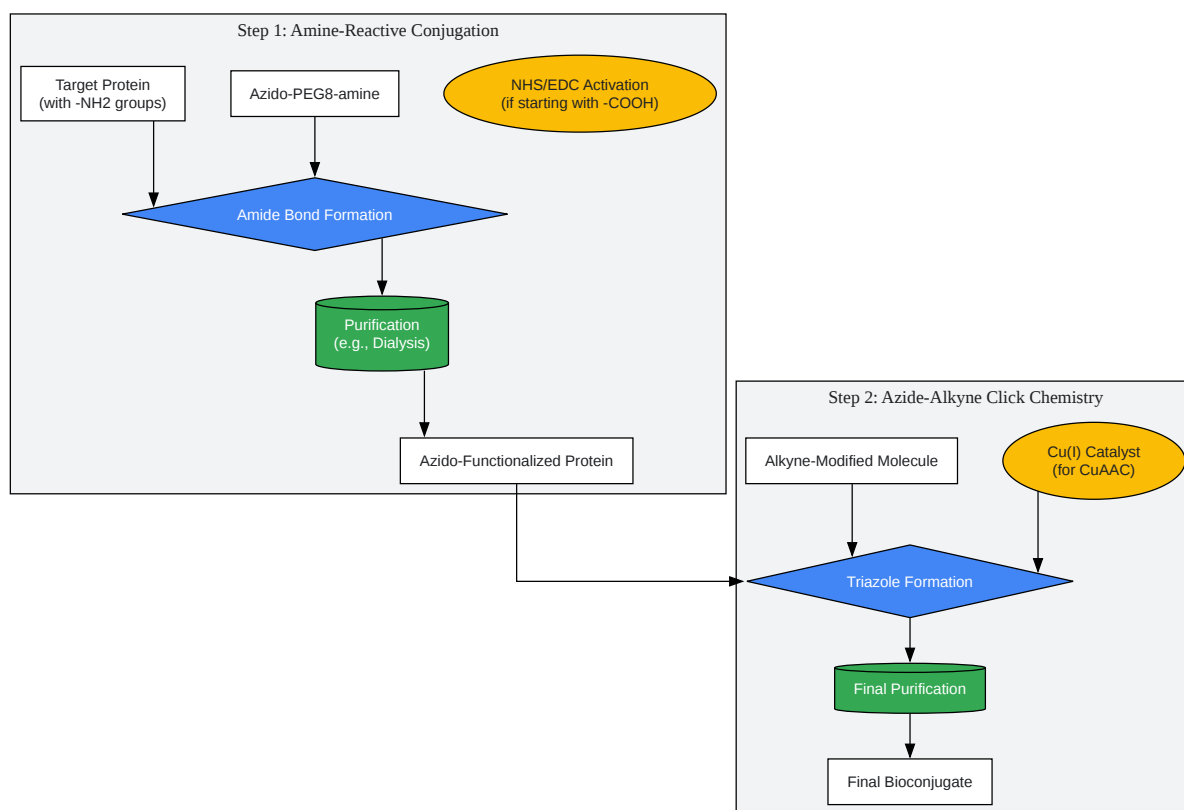 Step 1: Amine-Reactive Conjugation
Target Protein
(with -NH2 groups)
Azido-PEG8-amine
NHS/EDC Activation
(if starting with -COOH)
Amide Bond Formation
Purification
(e.g., Dialysis)
Azido-Functionalized Protein
Step 2: Azide-Alkyne Click Chemistry
Alkyne-Modified Molecule
Cu(I) Catalyst
(for CuAAC)
Triazole Formation
Final Purification
Final Bioconjugate